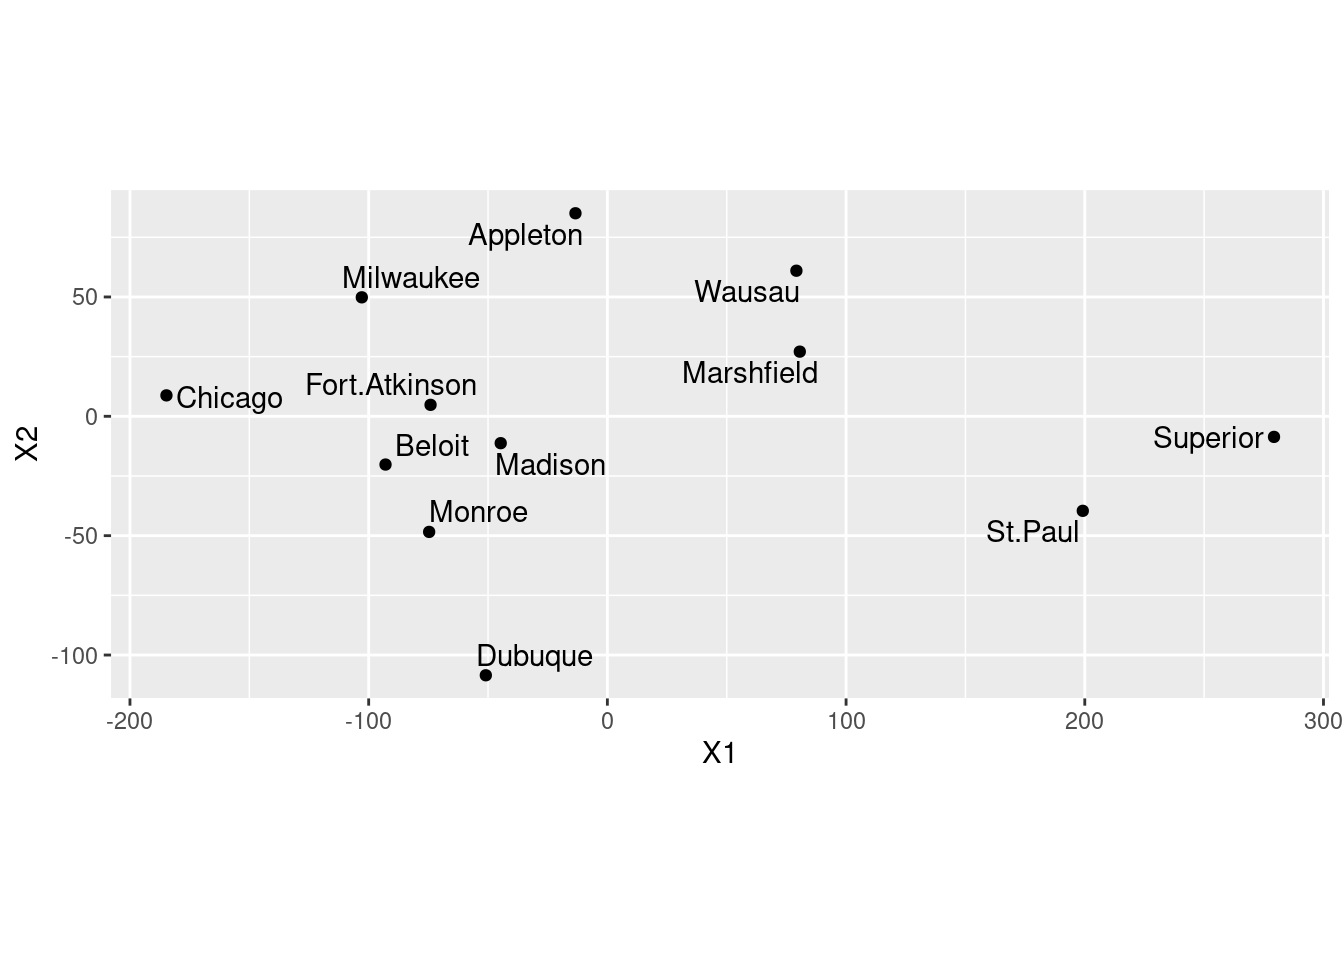 Appleton
Milwaukee
Wausau
50
Marshfield
Fort.Atkinson
Chicago
0
Superior
Beloit
X2
Madison
Monroe
St.Paul
-50
Dubuque
-100
-200 -100 0 100 200 300
X1